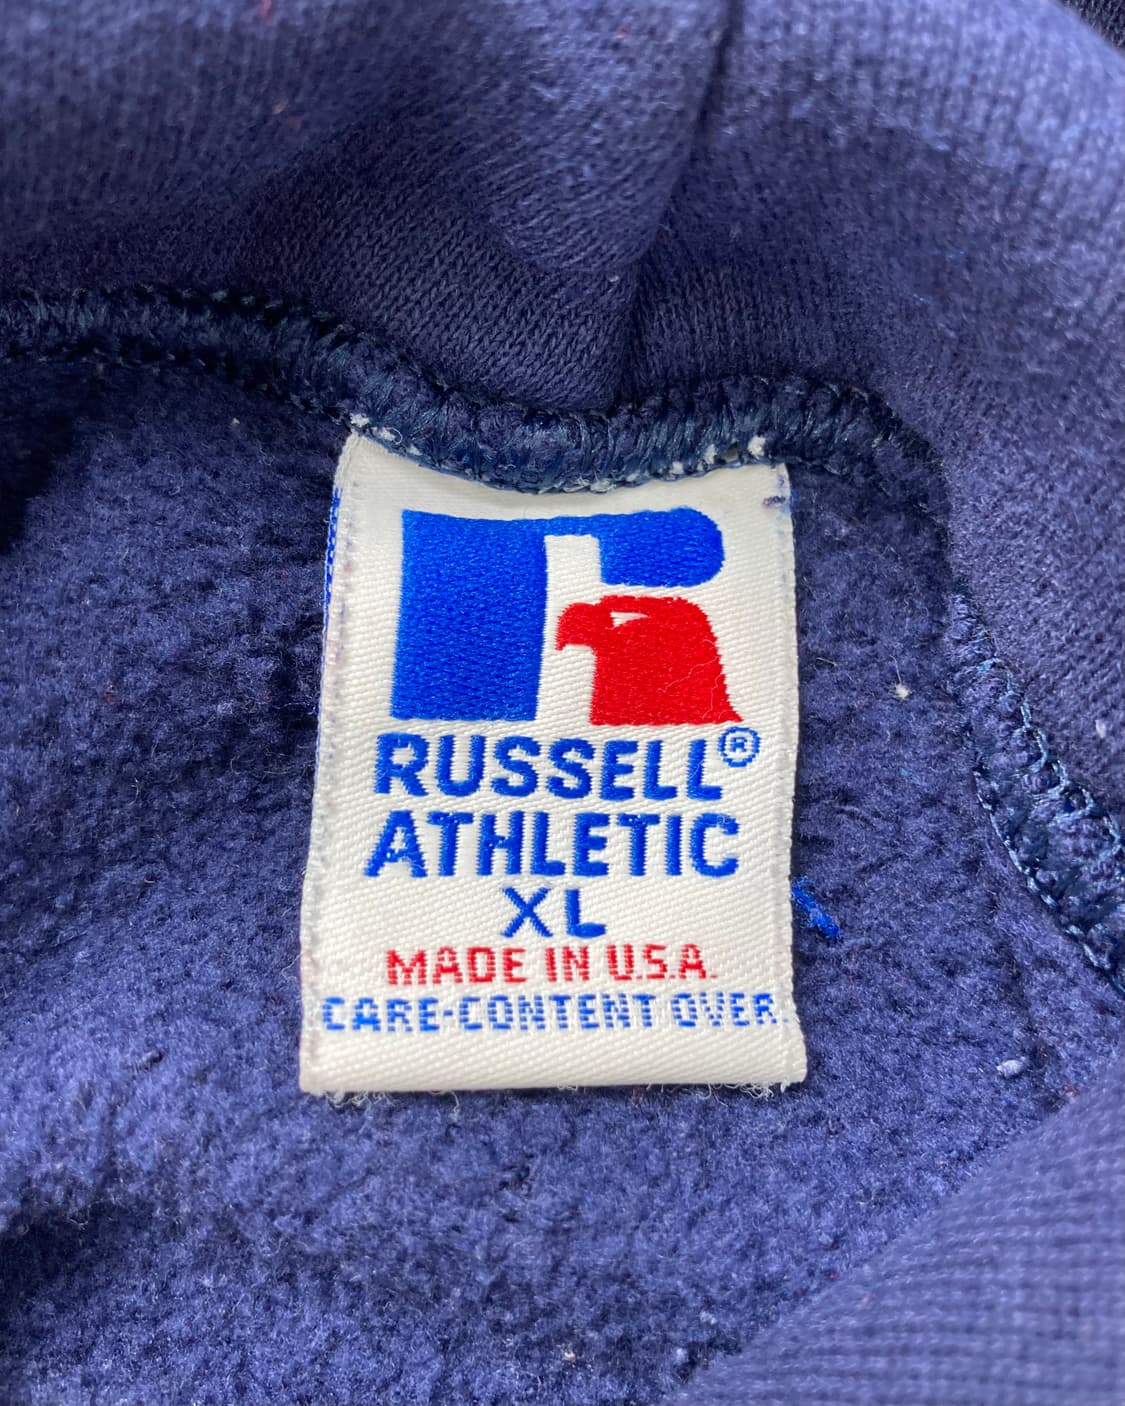 RUSSELL®
ATHLETIC
XL
MADE IN U.S.A.
CARE-CONTENT OVER